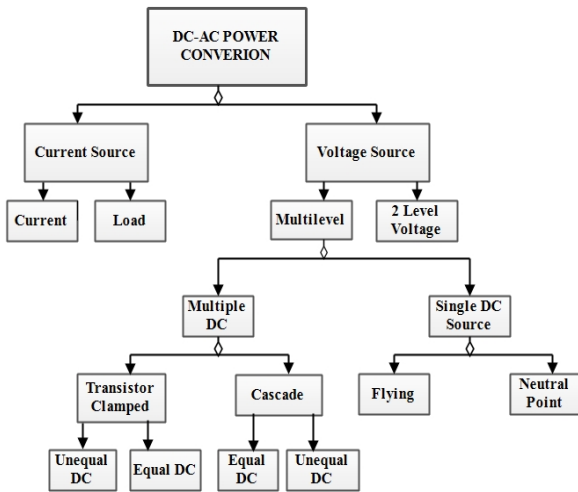 DC-AC POWER
CONVERION
Current Source
Voltage Source
Current
Load
Multilevel
2 Level
Voltage
Multiple
DC
Single DC
Source
Transistor
Clamped
Cascade
Flying
Neutral
Point
Unequal
DC
Equal DC
Equal
DC
Unequal
DC